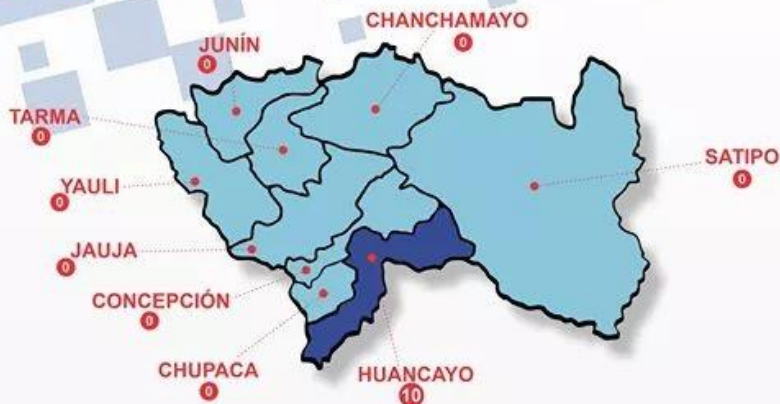 CHANCHAMAYO
0
JUNÍN
0
TARMA
0
SATIPO
0
YAULI
0
JAUJA
0
CONCEPCIÓN
0
CHUPACA
0
HUANCAYO
10